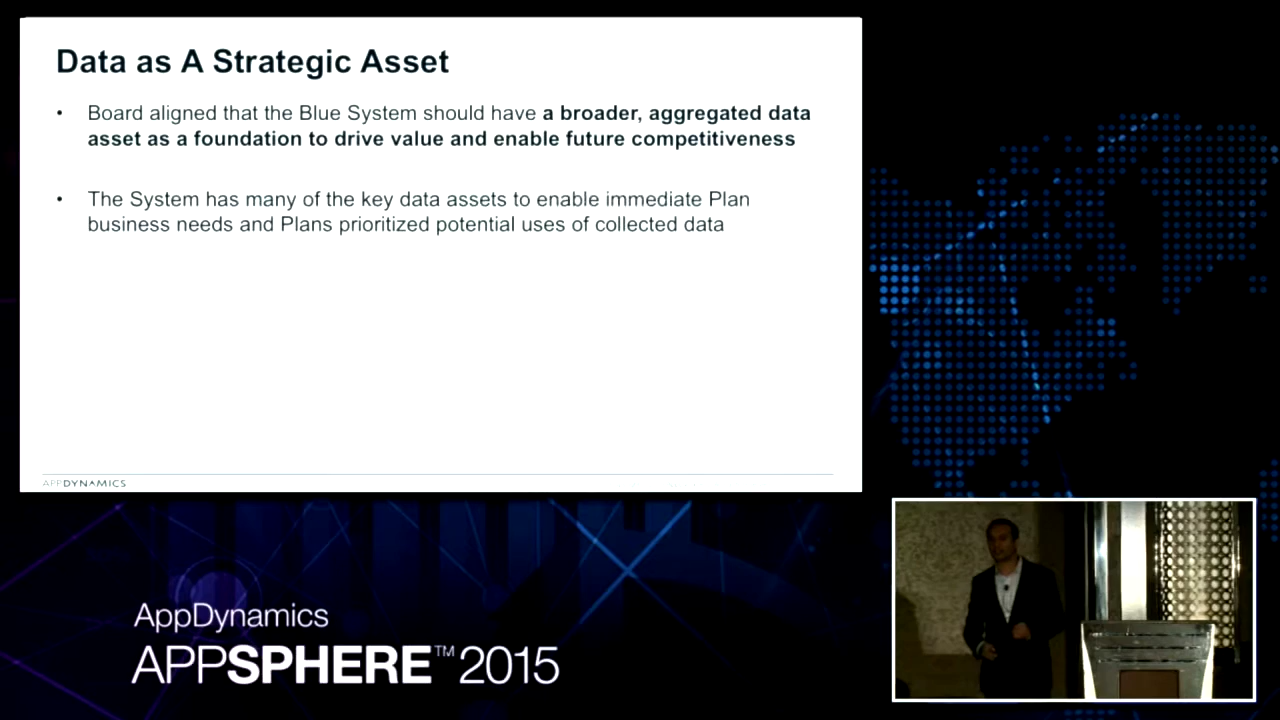 Data as A Strategic Asset
• Board aligned that the Blue System should have a broader, aggregated data
asset as a foundation to drive value and enable future competitiveness
• The System has many of the key data assets to enable immediate Plan
business needs and Plans prioritized potential uses of collected data
APPDYNAMICS
AppDynamics
APPSPHERE™ 2015